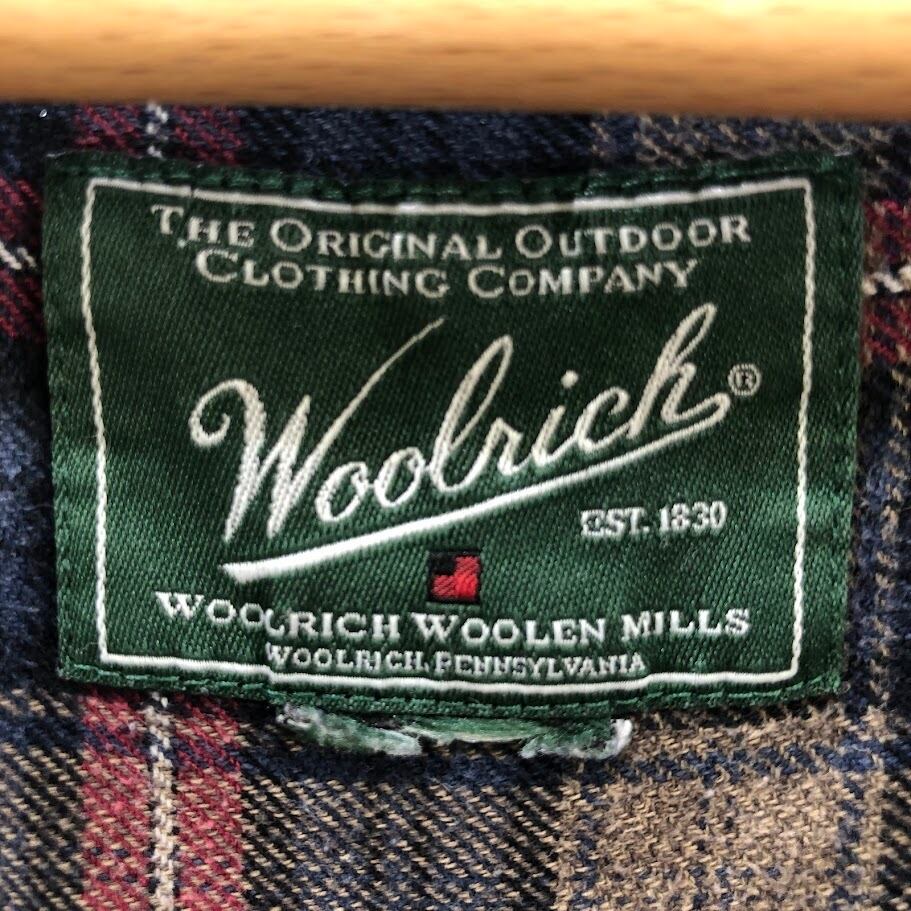 THE ORIGINAL OUTDOOR
CLOTHING COMPANY
Woolrich®
EST. 1830
WOOLRICH WOOLEN MILLS
WOOLRICH, PENNSYLVANIA